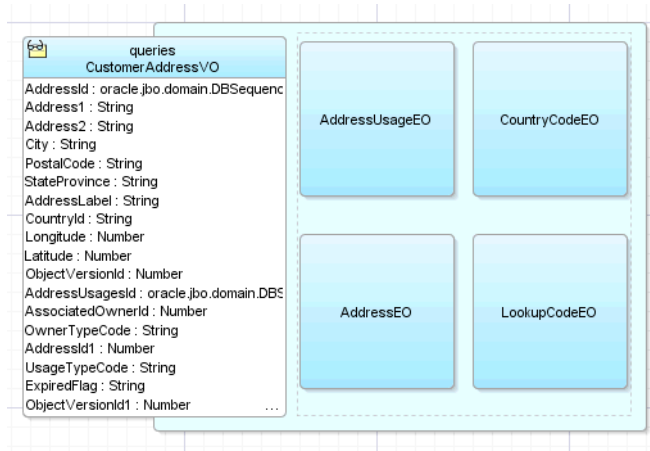 queries
CustomerAddressVO
AddressId : oracle.jbo.domain.DBSequenc
Address1 : String
Address2 : String
City : String
PostalCode : String
StateProvince : String
AddressLabel : String
CountryId : String
Longitude : Number
Latitude : Number
ObjectVersionId : Number
AddressUsagesId : oracle.jbo.domain.DBS
AssociatedOwnerId : Number
OwnerTypeCode : String
AddressId1 : Number
UsageTypeCode : String
ExpiredFlag : String
ObjectVersionId1 : Number ...
AddressUsageEO
CountryCodeEO
AddressEO
LookupCodeEO